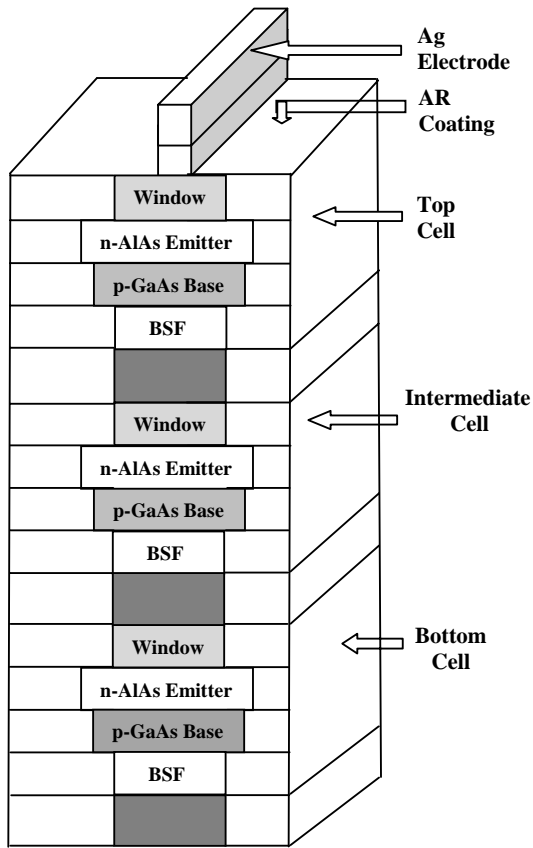 Ag
Electrode
AR
Coating
Window
n-AlAs Emitter
Top
Cell
p-GaAs Base
BSF
Window
Intermediate
Cell
n-AlAs Emitter
p-GaAs Base
BSF
Window
Bottom
Cell
n-AlAs Emitter
p-GaAs Base
BSF